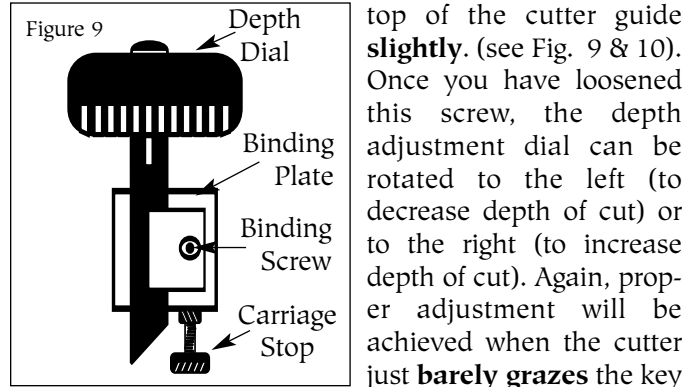 Figure 9
Depth
Dial
Binding
Plate
Binding
Screw
Carriage
Stop
top of the cutter guide
slightly. (see Fig. 9 & 10).
Once you have loosened
this screw, the depth
adjustment dial can be
rotated to the left (to
decrease depth of cut) or
to the right (to increase
depth of cut). Again, prop-
er adjustment will be
achieved when the cutter
just barely grazes the key